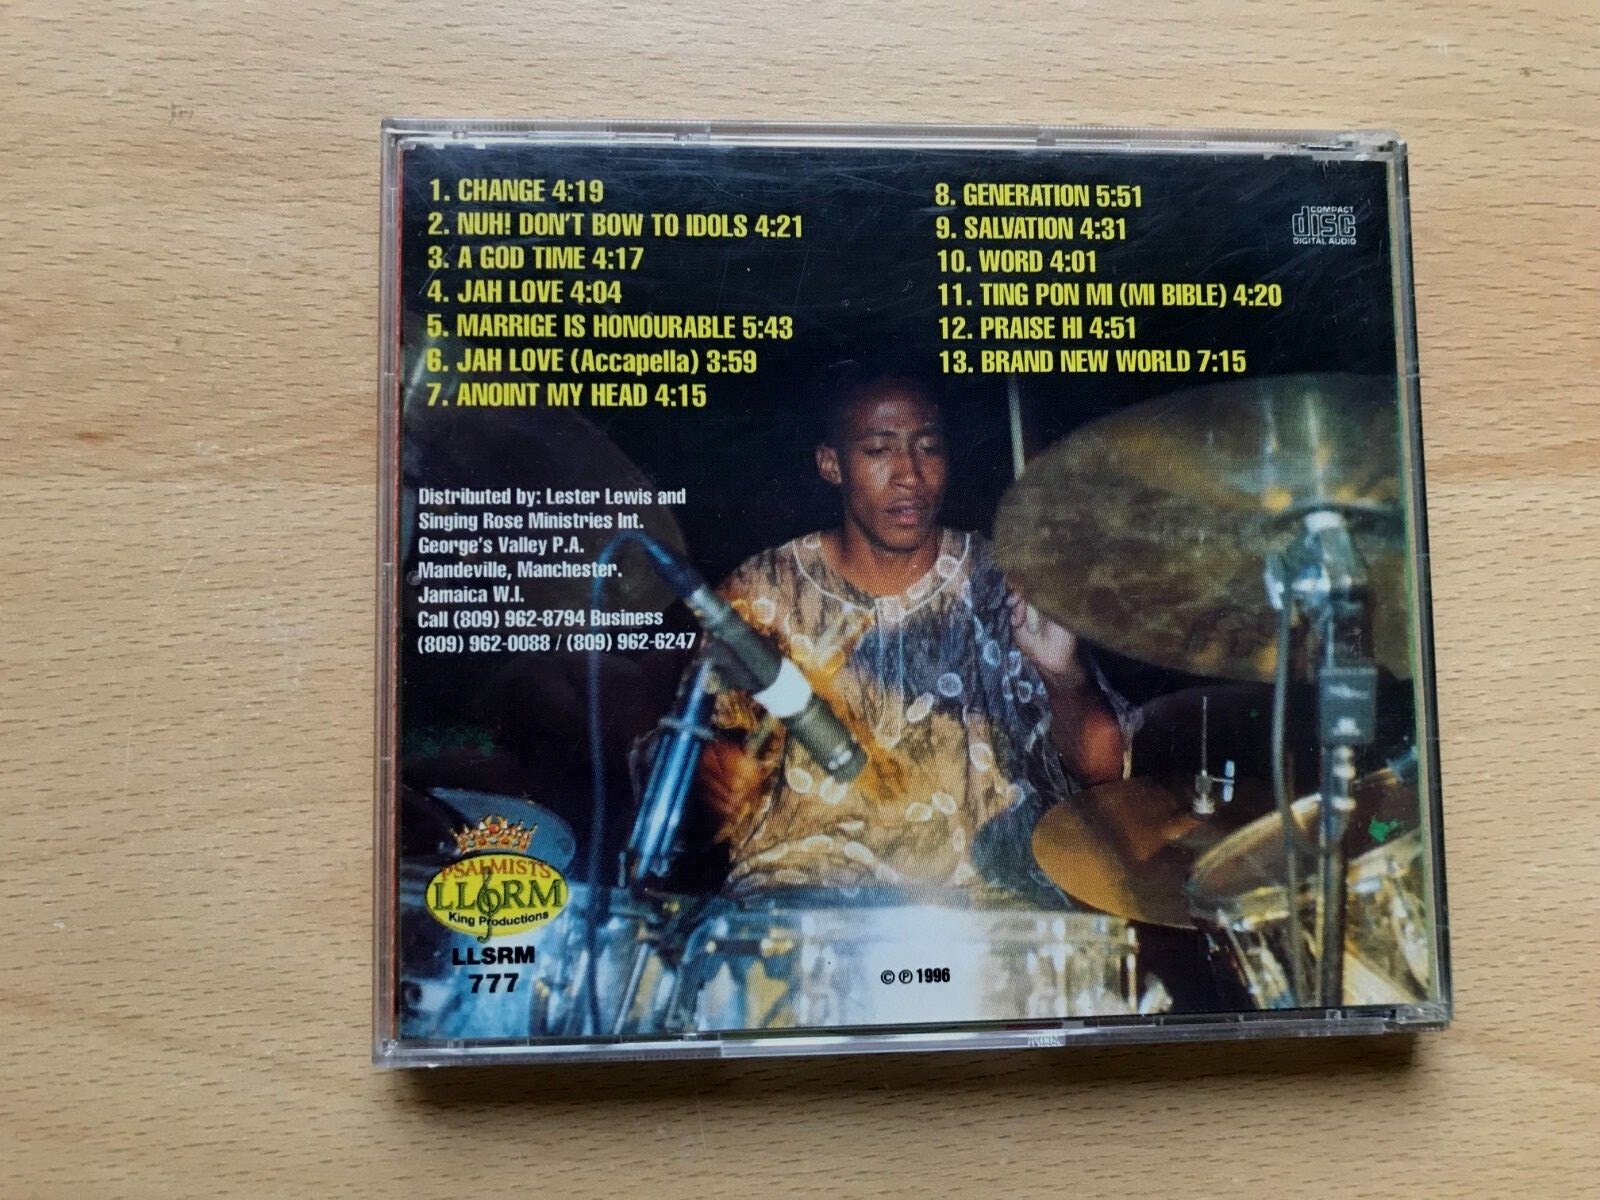 1. CHANGE 4:19
2. NUH! DON'T BOW TO IDOLS 4:21
3. A GOD TIME 4:17
4. JAH LOVE 4:04
5. MARRIGE IS HONOURABLE 5:43
6. JAH LOVE (Accapella) 3:59
7. ANOINT MY HEAD 4:15
8. GENERATION 5:51
9. SALVATION 4:31
10. WORD 4:01
11. TING PON MI (MI BIBLE) 4:20
12. PRAISE HI 4:51
13. BRAND NEW WORLD 7:15
COMPACT
disc
DIGITAL AUDIO
Distributed by: Lester Lewis and
Singing Rose Ministries Int.
George's Valley P.A.
Mandeville, Manchester.
Jamaica W.I.
Call (809) 962-8794 Business
(809) 962-0088 / (809) 962-6247
PSALMISTS
LLSRM
King Productions
LLSRM
777
© ℗ 1996